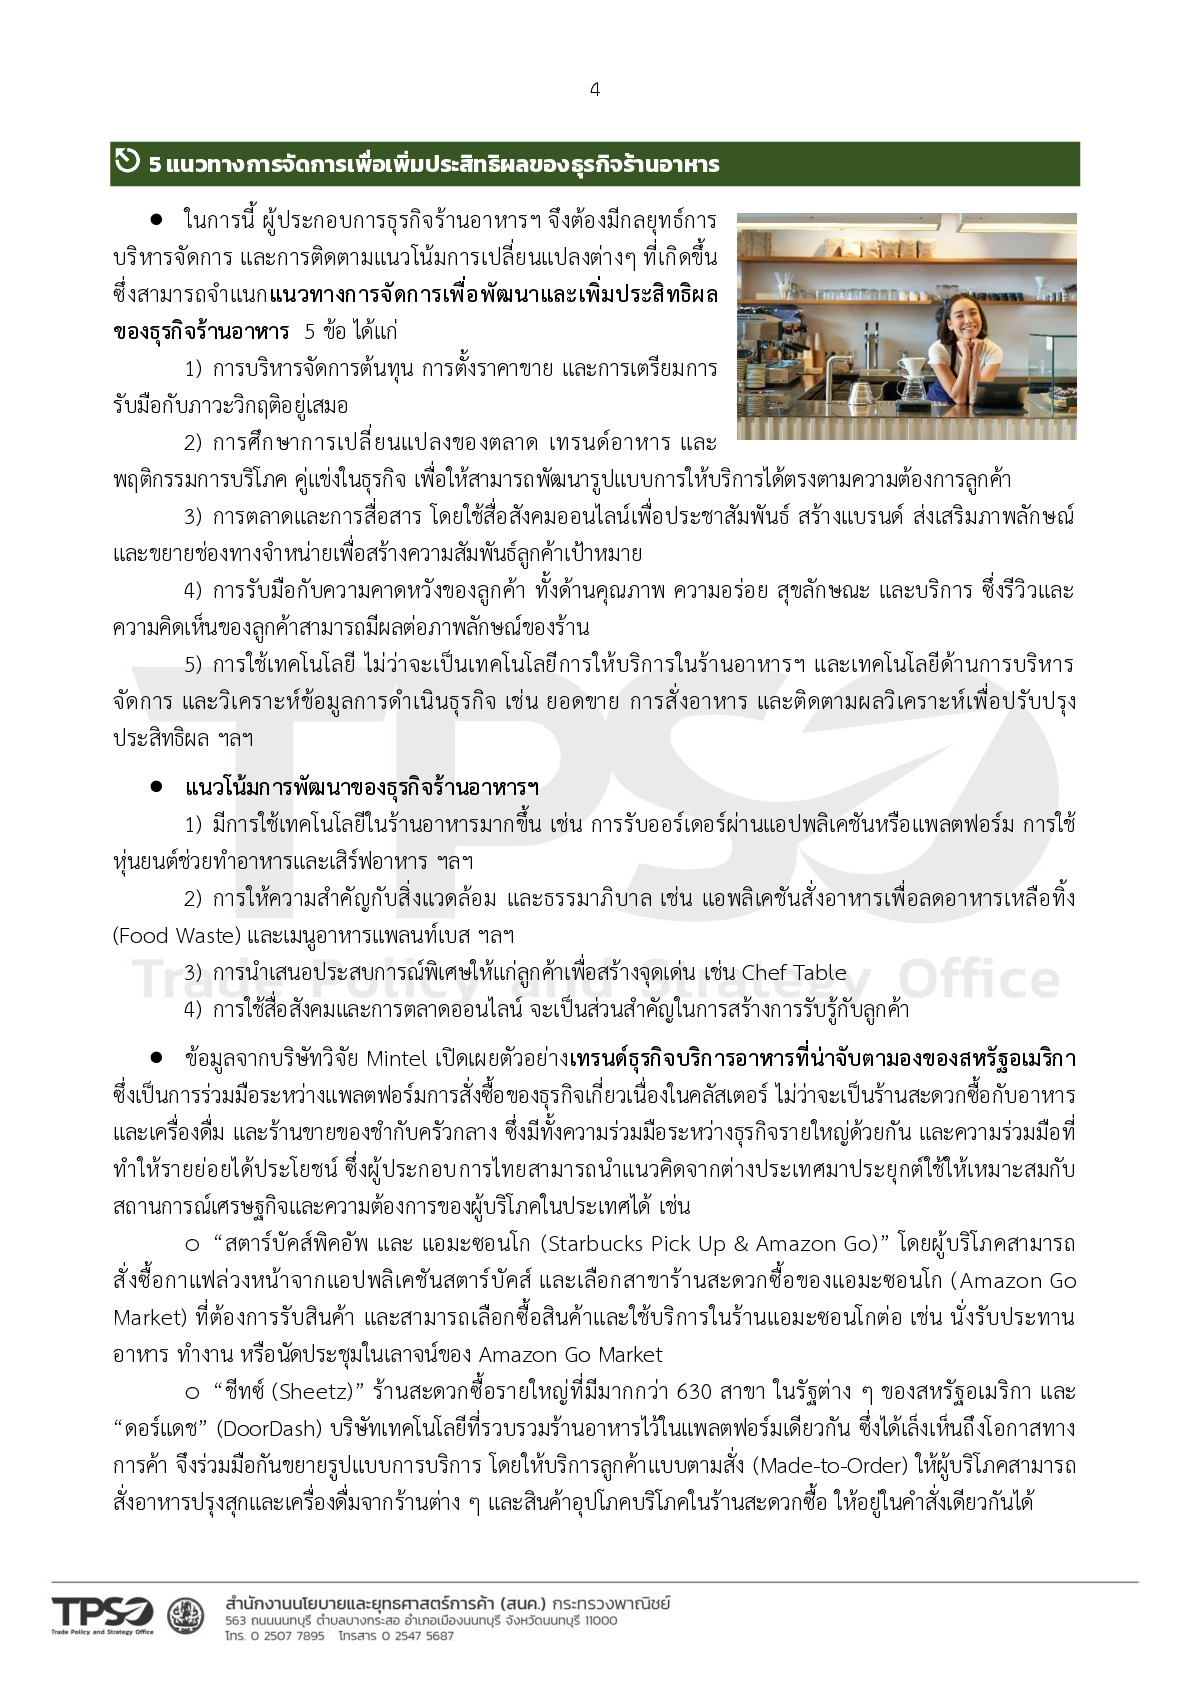 4
5 แนวทางการจัดการเพื่อเพิ่มประสิทธิผลของธุรกิจร้านอาหาร
● ในการนี้ ผู้ประกอบการธุรกิจร้านอาหารฯ จึงต้องมีกลยุทธ์การ
บริหารจัดการ และการติดตามแนวโน้มการเปลี่ยนแปลงต่างๆ ที่เกิดขึ้น
ซึ่งสามารถจำแนกแนวทางการจัดการเพื่อพัฒนาและเพิ่มประสิทธิผล
ของธุรกิจร้านอาหาร 5 ข้อ ได้แก่
1) การบริหารจัดการต้นทุน การตั้งราคาขาย และการเตรียมการ
รับมือกับภาวะวิกฤติอยู่เสมอ
2) การศึกษาการเปลี่ยนแปลงของตลาด เทรนด์อาหาร และ
พฤติกรรมการบริโภค คู่แข่งในธุรกิจ เพื่อให้สามารถพัฒนารูปแบบการให้บริการได้ตรงตามความต้องการลูกค้า
3) การตลาดและการสื่อสาร โดยใช้สื่อสังคมออนไลน์เพื่อประชาสัมพันธ์ สร้างแบรนด์ ส่งเสริมภาพลักษณ์
และขยายช่องทางจำหน่ายเพื่อสร้างความสัมพันธ์ลูกค้าเป้าหมาย
4) การรับมือกับความคาดหวังของลูกค้า ทั้งด้านคุณภาพ ความอร่อย สุขลักษณะ และบริการ ซึ่งรีวิวและ
ความคิดเห็นของลูกค้าสามารถมีผลต่อภาพลักษณ์ของร้าน
5) การใช้เทคโนโลยี ไม่ว่าจะเป็นเทคโนโลยีการให้บริการในร้านอาหารฯ และเทคโนโลยีด้านการบริหาร
จัดการ และวิเคราะห์ข้อมูลการดำเนินธุรกิจ เช่น ยอดขาย การสั่งอาหาร และติดตามผลวิเคราะห์เพื่อปรับปรุง
ประสิทธิผล ฯลฯ
● แนวโน้มการพัฒนาของธุรกิจร้านอาหารฯ
1) มีการใช้เทคโนโลยีในร้านอาหารมากขึ้น เช่น การรับออร์เดอร์ผ่านแอปพลิเคชันหรือแพลตฟอร์ม การใช้
หุ่นยนต์ช่วยทำอาหารและเสิร์ฟอาหาร ฯลฯ
2) การให้ความสำคัญกับสิ่งแวดล้อม และธรรมาภิบาล เช่น แอพลิเคชันสั่งอาหารเพื่อลดอาหารเหลือทิ้ง
(Food Waste) และเมนูอาหารแพลนท์เบส ฯลฯ
3) การนำเสนอประสบการณ์พิเศษให้แก่ลูกค้าเพื่อสร้างจุดเด่น เช่น Chef Table
4) การใช้สื่อสังคมและการตลาดออนไลน์ จะเป็นส่วนสำคัญในการสร้างการรับรู้กับลูกค้า
TPSO
Trade Policy and Strategy Office
● ข้อมูลจากบริษัทวิจัย Mintel เปิดเผยตัวอย่างเทรนด์ธุรกิจบริการอาหารที่น่าจับตามองของสหรัฐอเมริกา
ซึ่งเป็นการร่วมมือระหว่างแพลตฟอร์มการสั่งซื้อของธุรกิจเกี่ยวเนื่องในคลัสเตอร์ ไม่ว่าจะเป็นร้านสะดวกซื้อกับอาหาร
และเครื่องดื่ม และร้านขายของชำกับครัวกลาง ซึ่งมีทั้งความร่วมมือระหว่างธุรกิจรายใหญ่ด้วยกัน และความร่วมมือที่
ทำให้รายย่อยได้ประโยชน์ ซึ่งผู้ประกอบการไทยสามารถนำแนวคิดจากต่างประเทศมาประยุกต์ใช้ให้เหมาะสมกับ
สถานการณ์เศรษฐกิจและความต้องการของผู้บริโภคในประเทศได้ เช่น
o “สตาร์บัคส์พิคอัพ และ แอมะซอนโก (Starbucks Pick Up & Amazon Go)” โดยผู้บริโภคสามารถ
สั่งซื้อกาแฟล่วงหน้าจากแอปพลิเคชันสตาร์บัคส์ และเลือกสาขาร้านสะดวกซื้อของแอมะซอนโก (Amazon Go
Market) ที่ต้องการรับสินค้า และสามารถเลือกซื้อสินค้าและใช้บริการในร้านแอมะซอนโกต่อ เช่น นั่งรับประทาน
อาหาร ทำงาน หรือนัดประชุมในเลาจน์ของ Amazon Go Market
o “ชีทซ์ (Sheetz)” ร้านสะดวกซื้อรายใหญ่ที่มีมากกว่า 630 สาขา ในรัฐต่าง ๆ ของสหรัฐอเมริกา และ
“ดอร์แดช” (DoorDash) บริษัทเทคโนโลยีที่รวบรวมร้านอาหารไว้ในแพลตฟอร์มเดียวกัน ซึ่งได้เล็งเห็นถึงโอกาสทาง
การค้า จึงร่วมมือกันขยายรูปแบบการบริการ โดยให้บริการลูกค้าแบบตามสั่ง (Made-to-Order) ให้ผู้บริโภคสามารถ
สั่งอาหารปรุงสุกและเครื่องดื่มจากร้านต่าง ๆ และสินค้าอุปโภคบริโภคในร้านสะดวกซื้อ ให้อยู่ในคำสั่งเดียวกันได้
TPSO
Trade Policy and Strategy Office
สำนักงานนโยบายและยุทธศาสตร์การค้า (สนค.) กระทรวงพาณิชย์
563 ถนนนนทบุรี ตำบลบางกระสอ อำเภอเมืองนนทบุรี จังหวัดนนทบุรี 11000
โทร. 0 2507 7895 โทรสาร 0 2547 5687